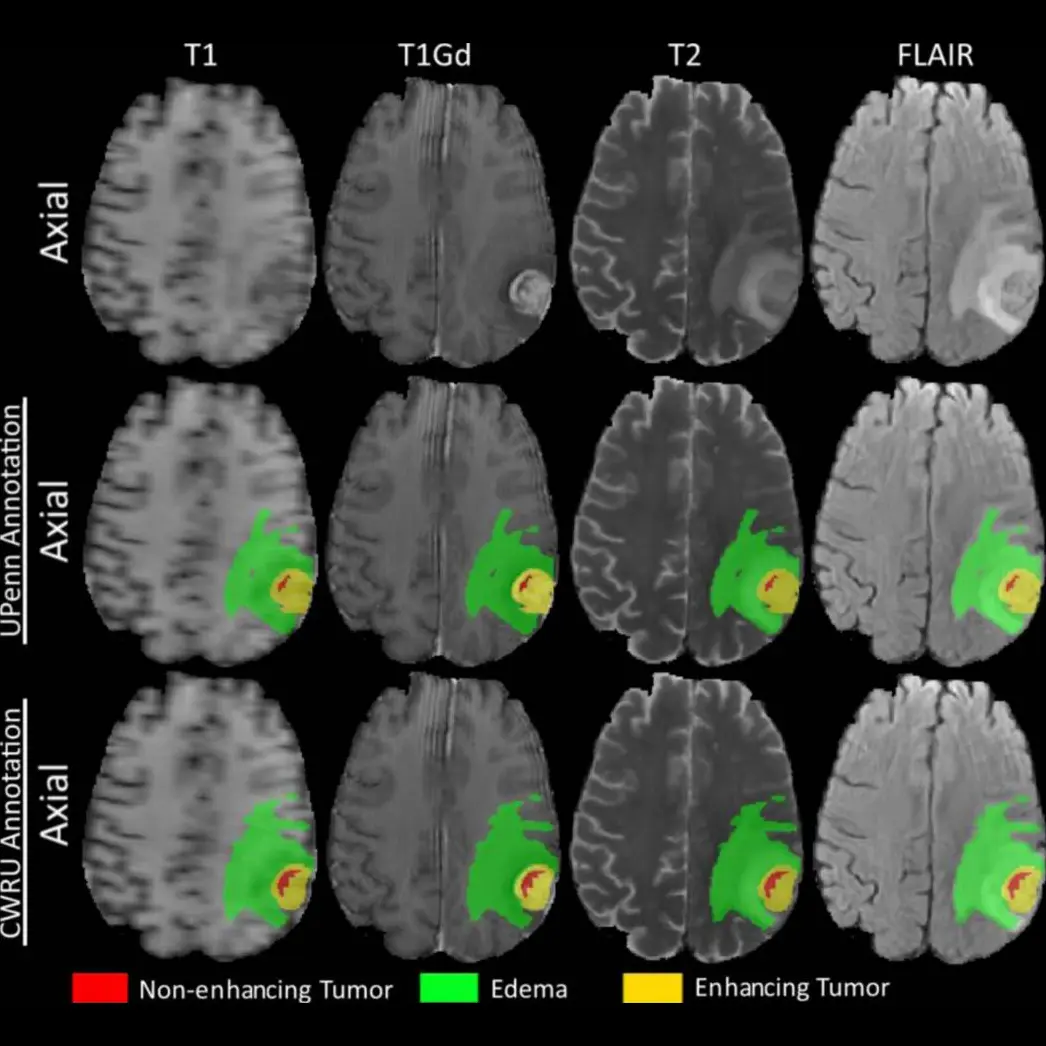 T1 T1Gd T2 FLAIR
Axial
UPenn Annotation
Axial
CWRU Annotation
Axial
Non-enhancing Tumor Edema Enhancing Tumor